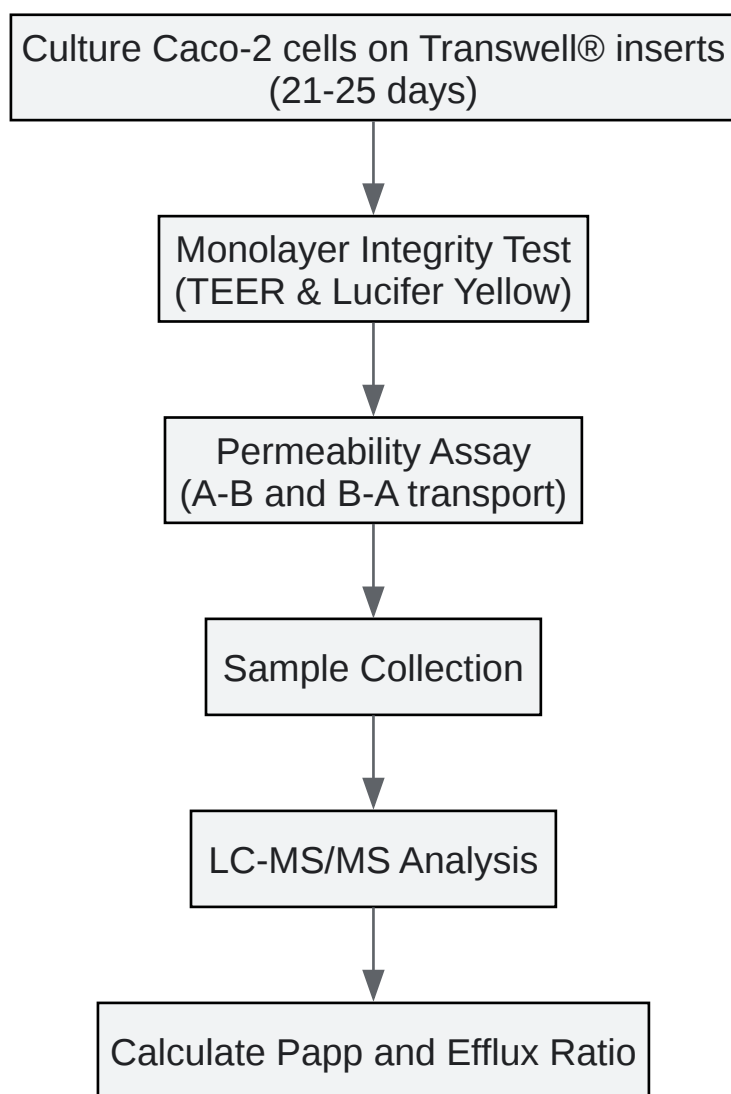 Culture Caco-2 cells on Transwell® inserts
(21-25 days)
Monolayer Integrity Test
(TEER & Lucifer Yellow)
Permeability Assay
(A-B and B-A transport)
Sample Collection
LC-MS/MS Analysis
Calculate Papp and Efflux Ratio